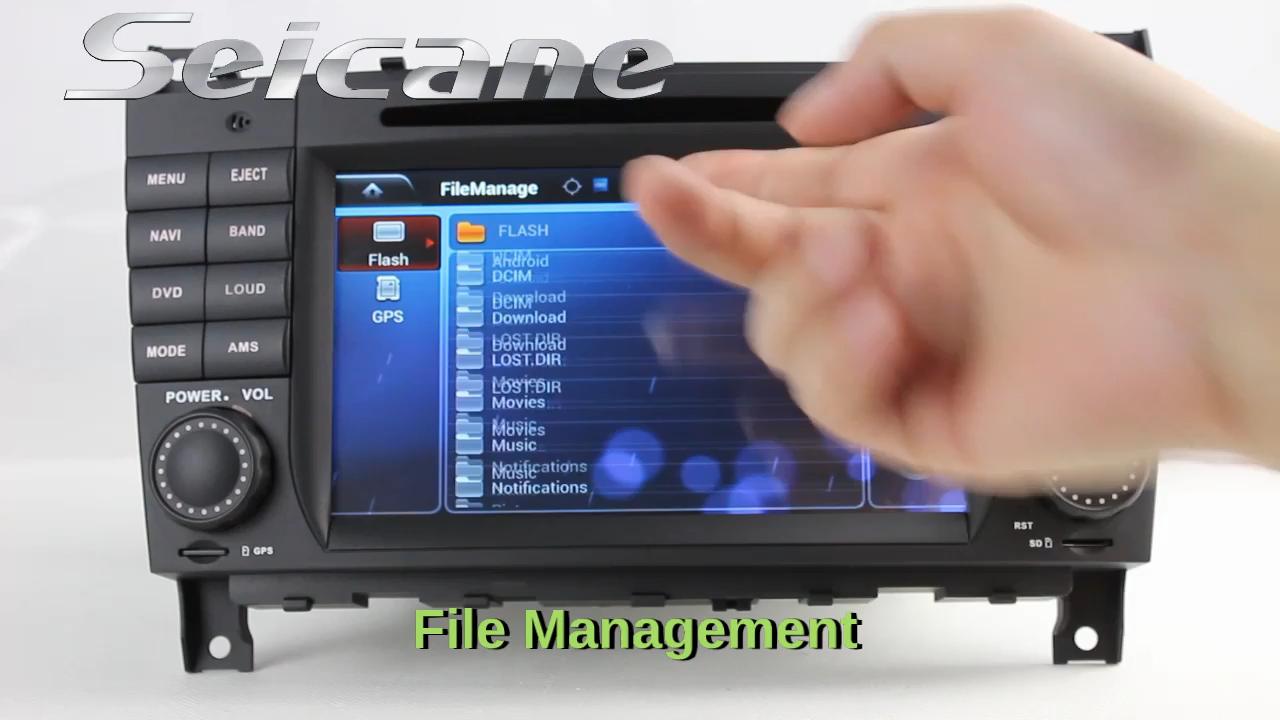 Seicane
MENU
EJECT
NAVI
BAND
DVD
LOUD
MODE
AMS
POWER. VOL
GPS
FileManage
Flash
GPS
FLASH
Android
DCIM
Download
LOST.DIR
Movies
Music
Notifications
RST
SD
File Management